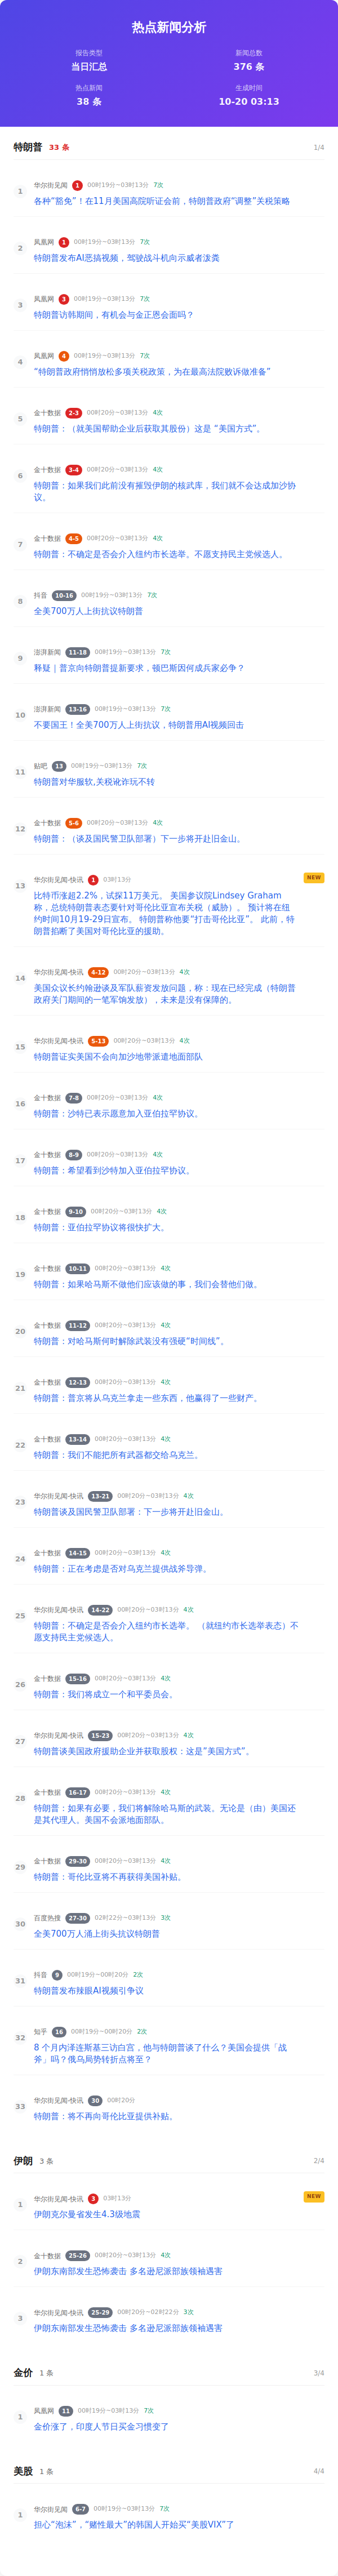 热点新闻分析
报告类型
新闻总数
当日汇总
376 条
热点新闻
生成时间
38 条
10-20 03:13
特朗普 33 条 1/4
1 华尔街见闻 1 00时19分~03时13分 7次
各种“豁免”！在11月美国高院听证会前，特朗普政府“调整”关税策略
2 凤凰网 1 00时19分~03时13分 7次
特朗普发布AI恶搞视频，驾驶战斗机向示威者泼粪
3 凤凰网 3 00时19分~03时13分 7次
特朗普访韩期间，有机会与金正恩会面吗？
4 凤凰网 4 00时19分~03时13分 7次
“特朗普政府悄悄放松多项关税政策，为在最高法院败诉做准备”
5 金十数据 2-3 00时20分~03时13分 4次
特朗普：（就美国帮助企业后获取其股份）这是 “美国方式”。
6 金十数据 3-4 00时20分~03时13分 4次
特朗普：如果我们此前没有摧毁伊朗的核武库，我们就不会达成加沙协
议。
7 金十数据 4-5 00时20分~03时13分 4次
特朗普：不确定是否会介入纽约市长选举。不愿支持民主党候选人。
8 抖音 10-16 00时19分~03时13分 7次
全美700万人上街抗议特朗普
9 澎湃新闻 11-18 00时19分~03时13分 7次
释疑｜普京向特朗普提新要求，顿巴斯因何成兵家必争？
10 澎湃新闻 13-16 00时19分~03时13分 7次
不要国王！全美700万人上街抗议，特朗普用AI视频回击
11 贴吧 13 00时19分~03时13分 7次
特朗普对华服软,关税讹诈玩不转
12 金十数据 5-6 00时20分~03时13分 4次
特朗普：（谈及国民警卫队部署）下一步将开赴旧金山。
13 华尔街见闻-快讯 1 03时13分 NEW
比特币涨超2.2%，试探11万美元。 美国参议院Lindsey Graham
称，总统特朗普表态要针对哥伦比亚宣布关税（威胁）。 预计将在纽
约时间10月19-29日宣布。 特朗普称他要“打击哥伦比亚”。 此前，特
朗普掐断了美国对哥伦比亚的援助。
14 华尔街见闻-快讯 4-12 00时20分~03时13分 4次
美国众议长约翰逊谈及军队薪资发放问题，称：现在已经完成（特朗普
政府关门期间的一笔军饷发放），未来是没有保障的。
15 华尔街见闻-快讯 5-13 00时20分~03时13分 4次
特朗普证实美国不会向加沙地带派遣地面部队
16 金十数据 7-8 00时20分~03时13分 4次
特朗普：沙特已表示愿意加入亚伯拉罕协议。
17 金十数据 8-9 00时20分~03时13分 4次
特朗普：希望看到沙特加入亚伯拉罕协议。
18 金十数据 9-10 00时20分~03时13分 4次
特朗普：亚伯拉罕协议将很快扩大。
19 金十数据 10-11 00时20分~03时13分 4次
特朗普：如果哈马斯不做他们应该做的事，我们会替他们做。
20 金十数据 11-12 00时20分~03时13分 4次
特朗普：对哈马斯何时解除武装没有强硬“时间线”。
21 金十数据 12-13 00时20分~03时13分 4次
特朗普：普京将从乌克兰拿走一些东西，他赢得了一些财产。
22 金十数据 13-14 00时20分~03时13分 4次
特朗普：我们不能把所有武器都交给乌克兰。
23 华尔街见闻-快讯 13-21 00时20分~03时13分 4次
特朗普谈及国民警卫队部署：下一步将开赴旧金山。
24 金十数据 14-15 00时20分~03时13分 4次
特朗普：正在考虑是否对乌克兰提供战斧导弹。
25 华尔街见闻-快讯 14-22 00时20分~03时13分 4次
特朗普：不确定是否会介入纽约市长选举。 （就纽约市长选举表态）不
愿支持民主党候选人。
26 金十数据 15-16 00时20分~03时13分 4次
特朗普：我们将成立一个和平委员会。
27 华尔街见闻-快讯 15-23 00时20分~03时13分 4次
特朗普谈美国政府援助企业并获取股权：这是“美国方式”。
28 金十数据 16-17 00时20分~03时13分 4次
特朗普：如果有必要，我们将解除哈马斯的武装。无论是（由）美国还
是其代理人。美国不会派地面部队。
29 金十数据 29-30 00时20分~03时13分 4次
特朗普：哥伦比亚将不再获得美国补贴。
30 百度热搜 27-30 02时22分~03时13分 3次
全美700万人涌上街头抗议特朗普
31 抖音 9 00时19分~00时20分 2次
特朗普发布辣眼AI视频引争议
32 知乎 16 00时19分~00时20分 2次
8 个月内泽连斯基三访白宫，他与特朗普谈了什么？美国会提供「战
斧」吗？俄乌局势转折点将至？
33 华尔街见闻-快讯 30 00时20分
特朗普：将不再向哥伦比亚提供补贴。
伊朗 3 条 2/4
1 华尔街见闻-快讯 3 03时13分 NEW
伊朗克尔曼省发生4.3级地震
2 金十数据 25-26 00时20分~03时13分 4次
伊朗东南部发生恐怖袭击 多名逊尼派部族领袖遇害
3 华尔街见闻-快讯 25-29 00时20分~02时22分 3次
伊朗东南部发生恐怖袭击 多名逊尼派部族领袖遇害
金价 1 条 3/4
1 凤凰网 11 00时19分~03时13分 7次
金价涨了，印度人节日买金习惯变了
美股 1 条 4/4
1 华尔街见闻 6-7 00时19分~03时13分 7次
担心“泡沫”，“赌性最大”的韩国人开始买“美股VIX”了